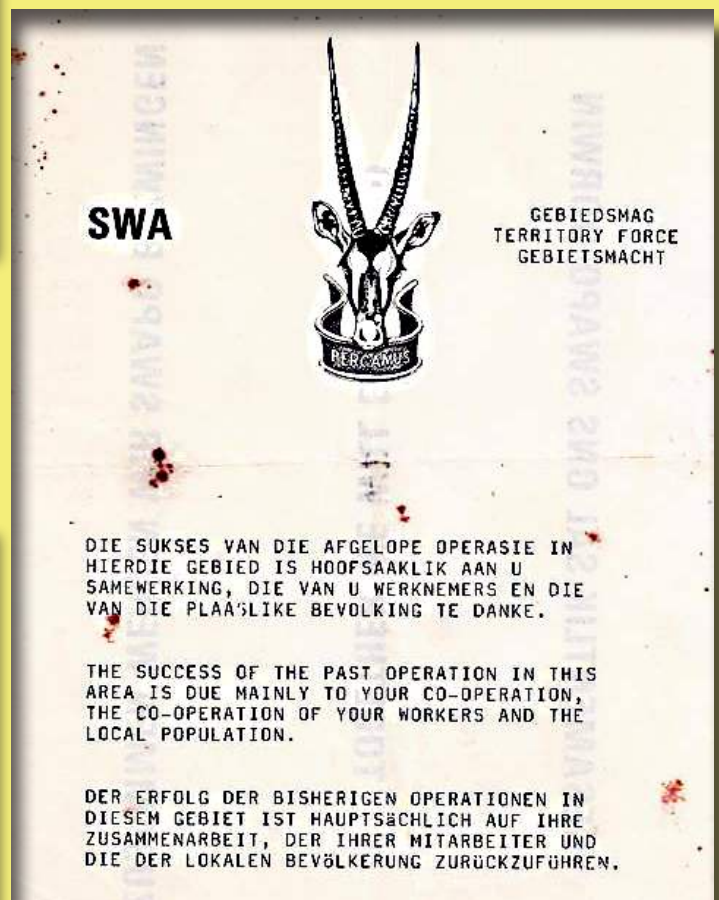 SWA
GEBIEDSMAG
TERRITORY FORCE
GEBIETSMACHT
PERCAMUS
DIE SUKSES VAN DIE AFGELOPE OPERASIE IN
HIERDIE GEBIED IS HOOFSAAKLIK AAN U
SAMEWERKING, DIE VAN U WERKNEMERS EN DIE
VAN DIE PLAASLIKE BEVOLKING TE DANKE.
THE SUCCESS OF THE PAST OPERATION IN THIS
AREA IS DUE MAINLY TO YOUR CO-OPERATION,
THE CO-OPERATION OF YOUR WORKERS AND THE
LOCAL POPULATION.
DER ERFOLG DER BISHERIGEN OPERATIONEN IN
DIESEM GEBIET IST HAUPTSäCHLICH AUF IHRE
ZUSAMMENARBEIT, DER IHRER MITARBEITER UND
DIE DER LOKALEN BEVöLKERUNG ZURüCKZUFüHREN.